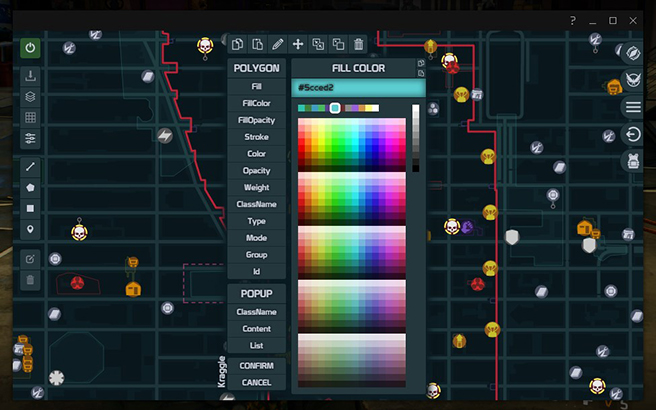 POLYGON
Fill
FillColor
FillOpacity
Stroke
Color
Opacity
Weight
ClassName
Type
Mode
Group
Id
POPUP
ClassName
Content
List
CONFIRM
CANCEL
FILL COLOR
#5cced2
Kraggle